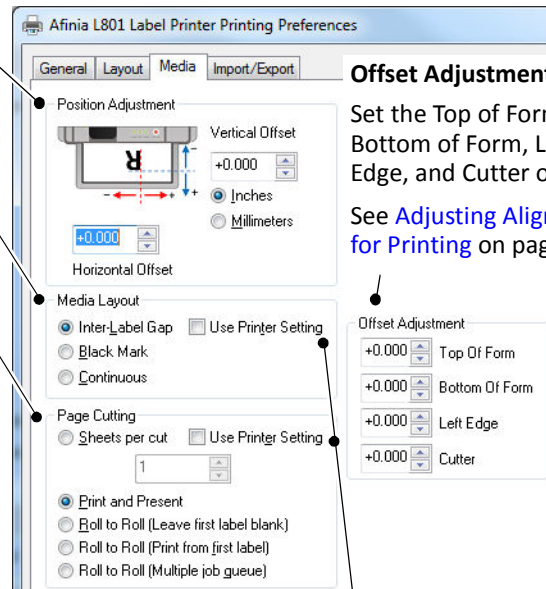 Afinia L801 Label Printer Printing Preferences
General Layout Media Import/Export
Position Adjustment
R
Vertical Offset
+0.000
Inches
Millimeters
+0.000
Horizontal Offset
Media Layout
Inter-Label Gap Use Printer Setting
Black Mark
Continuous
Page Cutting
Sheets per cut Use Printer Setting
1
Print and Present
Roll to Roll (Leave first label blank)
Roll to Roll (Print from first label)
Roll to Roll (Multiple job queue)
Offset Adjustment
Set the Top of For
Bottom of Form, L
Edge, and Cutter o
See Adjusting Align
for Printing on pag
Offset Adjustment
+0.000 Top Of Form
+0.000 Bottom Of Form
+0.000 Left Edge
+0.000 Cutter